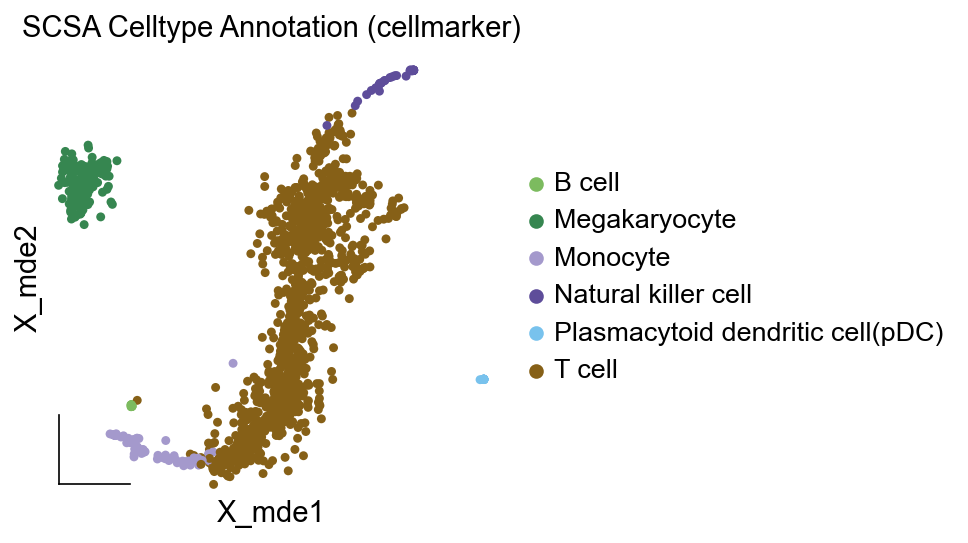 SCSA Celltype Annotation (cellmarker)
X_mde2
B cell
Megakaryocyte
Monocyte
Natural killer cell
Plasmacytoid dendritic cell(pDC)
T cell
X_mde1